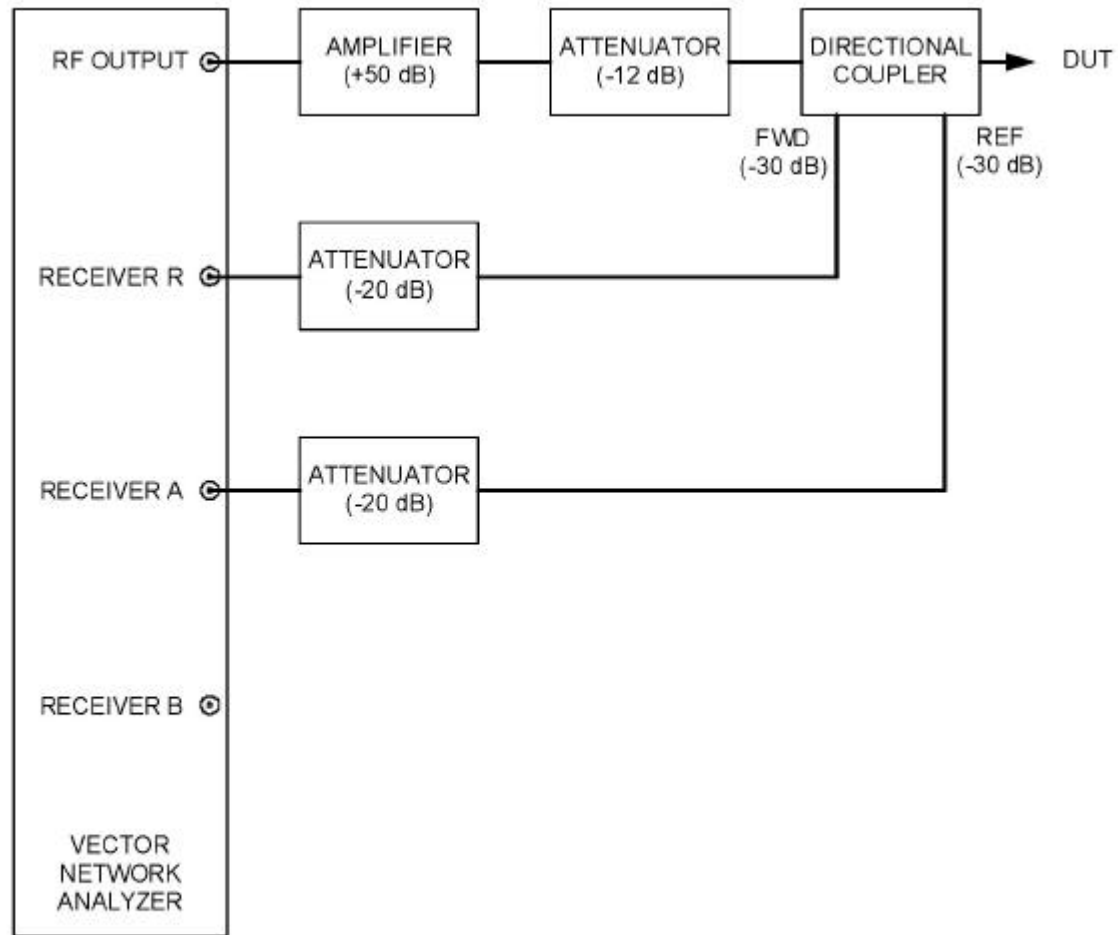 RF OUTPUT
AMPLIFIER
(+50 dB)
ATTENUATOR
(-12 dB)
DIRECTIONAL
COUPLER
DUT
FWD
(-30 dB)
REF
(-30 dB)
RECEIVER R
ATTENUATOR
(-20 dB)
RECEIVER A
ATTENUATOR
(-20 dB)
RECEIVER B
VECTOR
NETWORK
ANALYZER